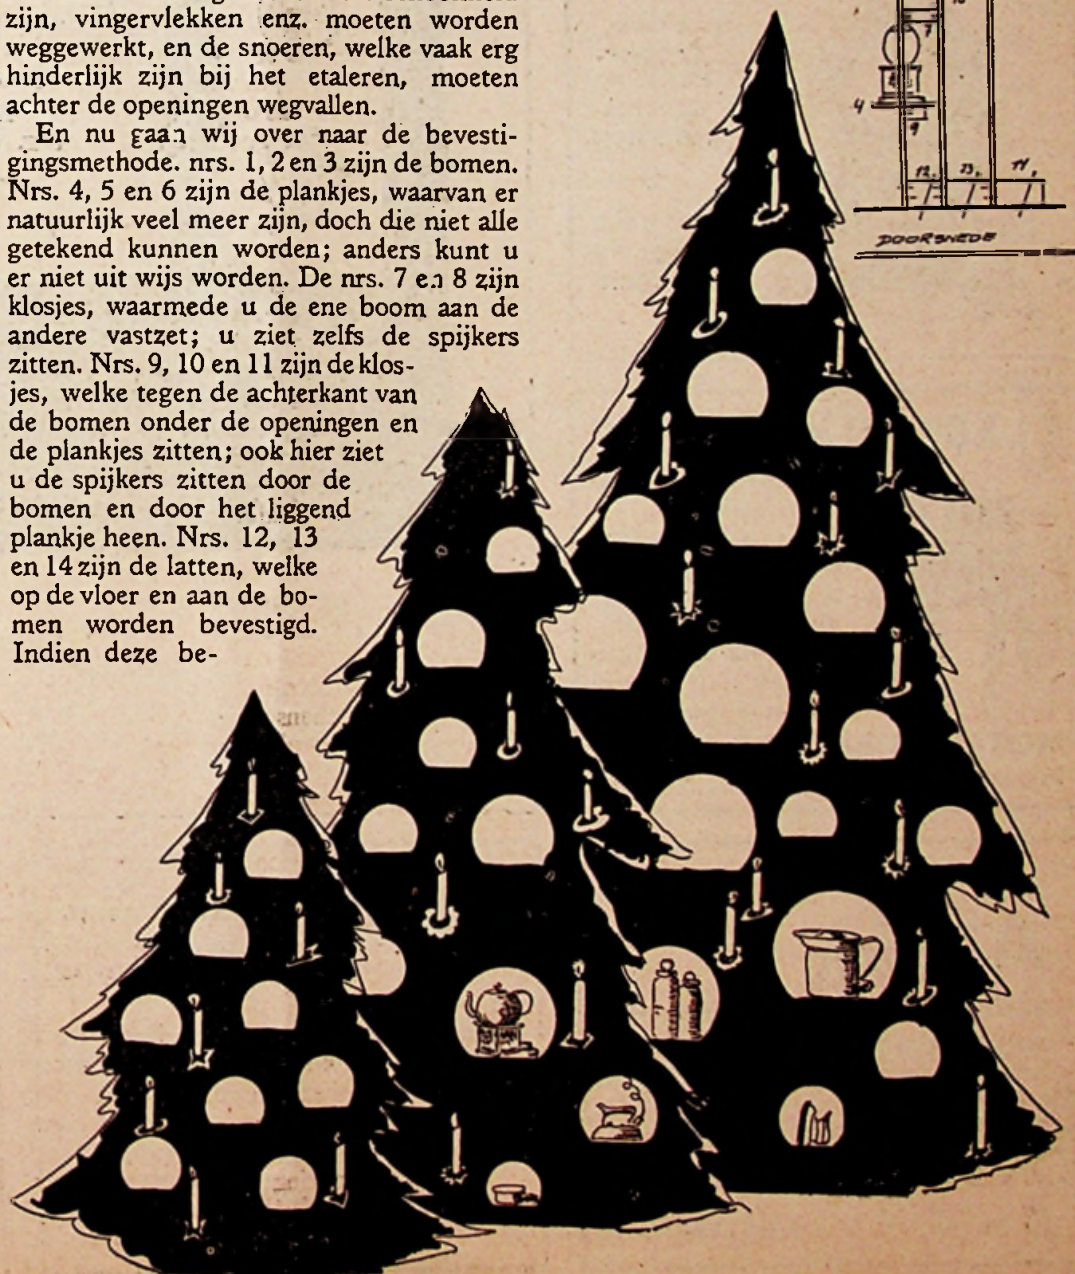 zijn, vingervlekken enz. moeten worden
weggewerkt, en de snoeren, welke vaak erg
hinderlijk zijn bij het etaleren, moeten
achter de openingen wegvallen.
En nu gaan wij over naar de bevesti-
gingsmethode. nrs. 1, 2 en 3 zijn de bomen.
Nrs. 4, 5 en 6 zijn de plankjes, waarvan er
natuurlijk veel meer zijn, doch die niet alle
getekend kunnen worden; anders kunt u
er niet uit wijs worden. De nrs. 7 en 8 zijn
klosjes, waarmede u de ene boom aan de
andere vastzet; u ziet zelfs de spijkers
zitten. Nrs. 9, 10 en 11 zijn de klos-
jes, welke tegen de achterkant van
de bomen onder de openingen en
de plankjes zitten; ook hier ziet
u de spijkers zitten door de
bomen en door het liggend
plankje heen. Nrs. 12, 13
en 14 zijn de latten, welke
op de vloer en aan de bo-
men worden bevestigd.
Indien deze be-
7
4
9
12. 13.
DOORSNEDE